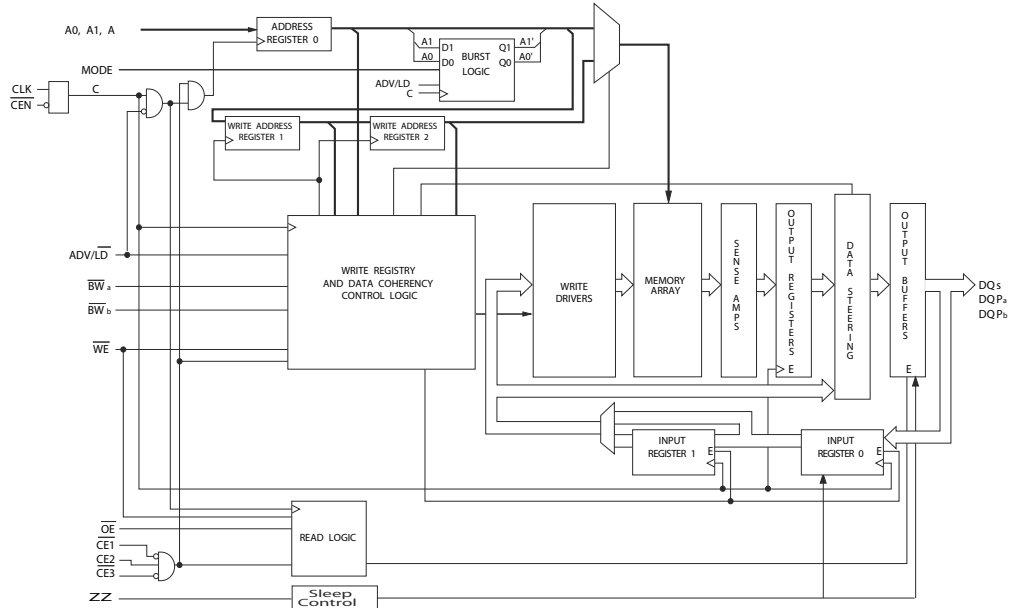 A0, A1, A
ADDRESS
REGISTER 0
A1
A0
D1
D0
BURST
LOGIC
Q1
Q0
A1'
A0'
MODE
ADV/LD
C
CLK
CEN
C
WRITE ADDRESS
REGISTER 1
WRITE ADDRESS
REGISTER 2
ADV/LD
BWa
BWb
WE
WRITE REGISTRY
AND DATA COHERENCY
CONTROL LOGIC
WRITE
DRIVERS
MEMORY
ARRAY
SENSE AMPS
OUTPUT REGISTERS
E
DATA STEERING
OUTPUT BUFFERS
E
DQs
DQPa
DQPb
INPUT
REGISTER 1
E
INPUT
REGISTER 0
E
OE
CE1
CE2
CE3
READ LOGIC
ZZ
Sleep
Control